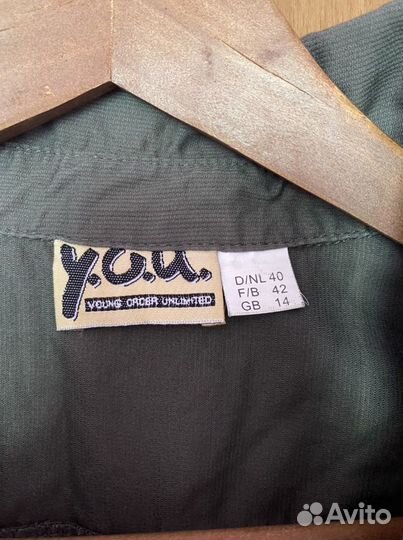 y.o.u.
YOUNG ORDER UNLIMITED
D/NL 40
F/B 42
GB 14
Avito